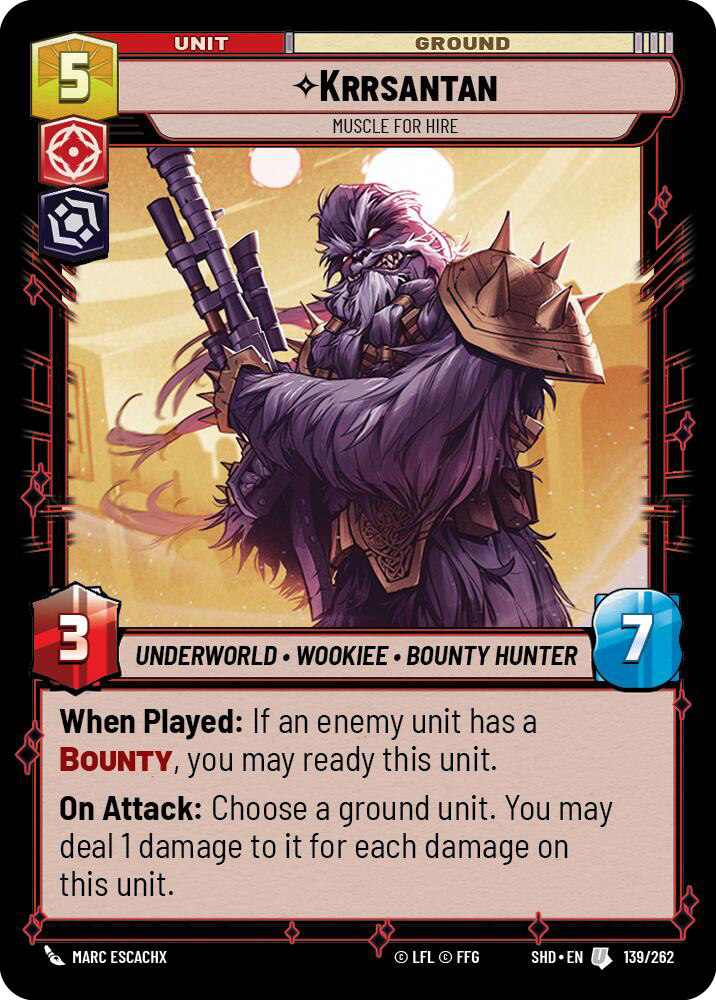 UNIT
GROUND
5
✧KRRSANTAN
MUSCLE FOR HIRE
3
UNDERWORLD • WOOKIEE • BOUNTY HUNTER
7
When Played: If an enemy unit has a
BOUNTY, you may ready this unit.
On Attack: Choose a ground unit. You may
deal 1 damage to it for each damage on
this unit.
MARC ESCACHX
© LFL © FFG
SHD • EN
U
139/262